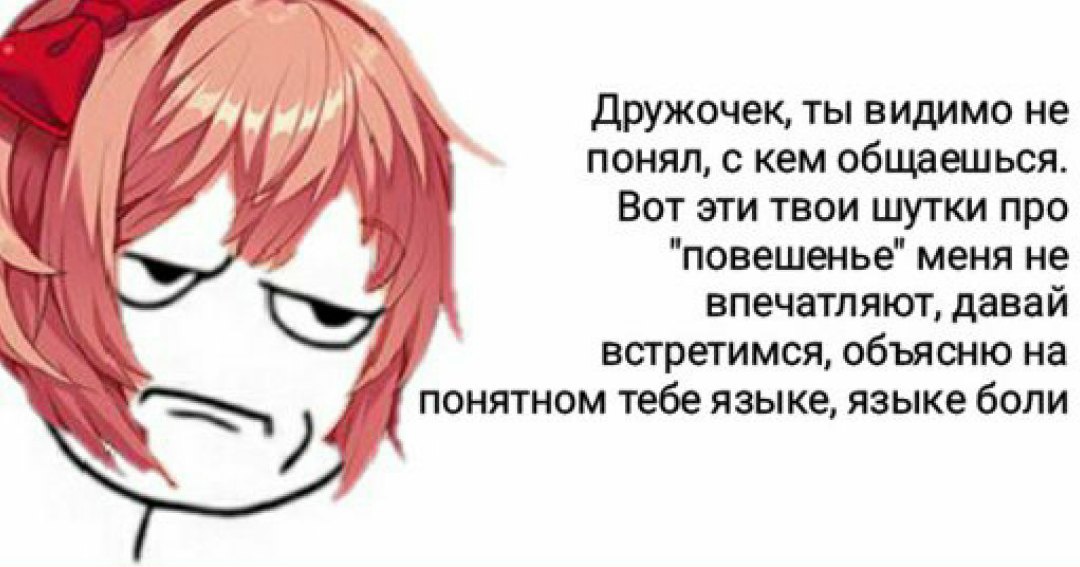 Дружочек, ты видимо не
понял, с кем общаешься.
Вот эти твои шутки про
"повешенье" меня не
впечатляют, давай
встретимся, объясню на
понятном тебе языке, языке боли